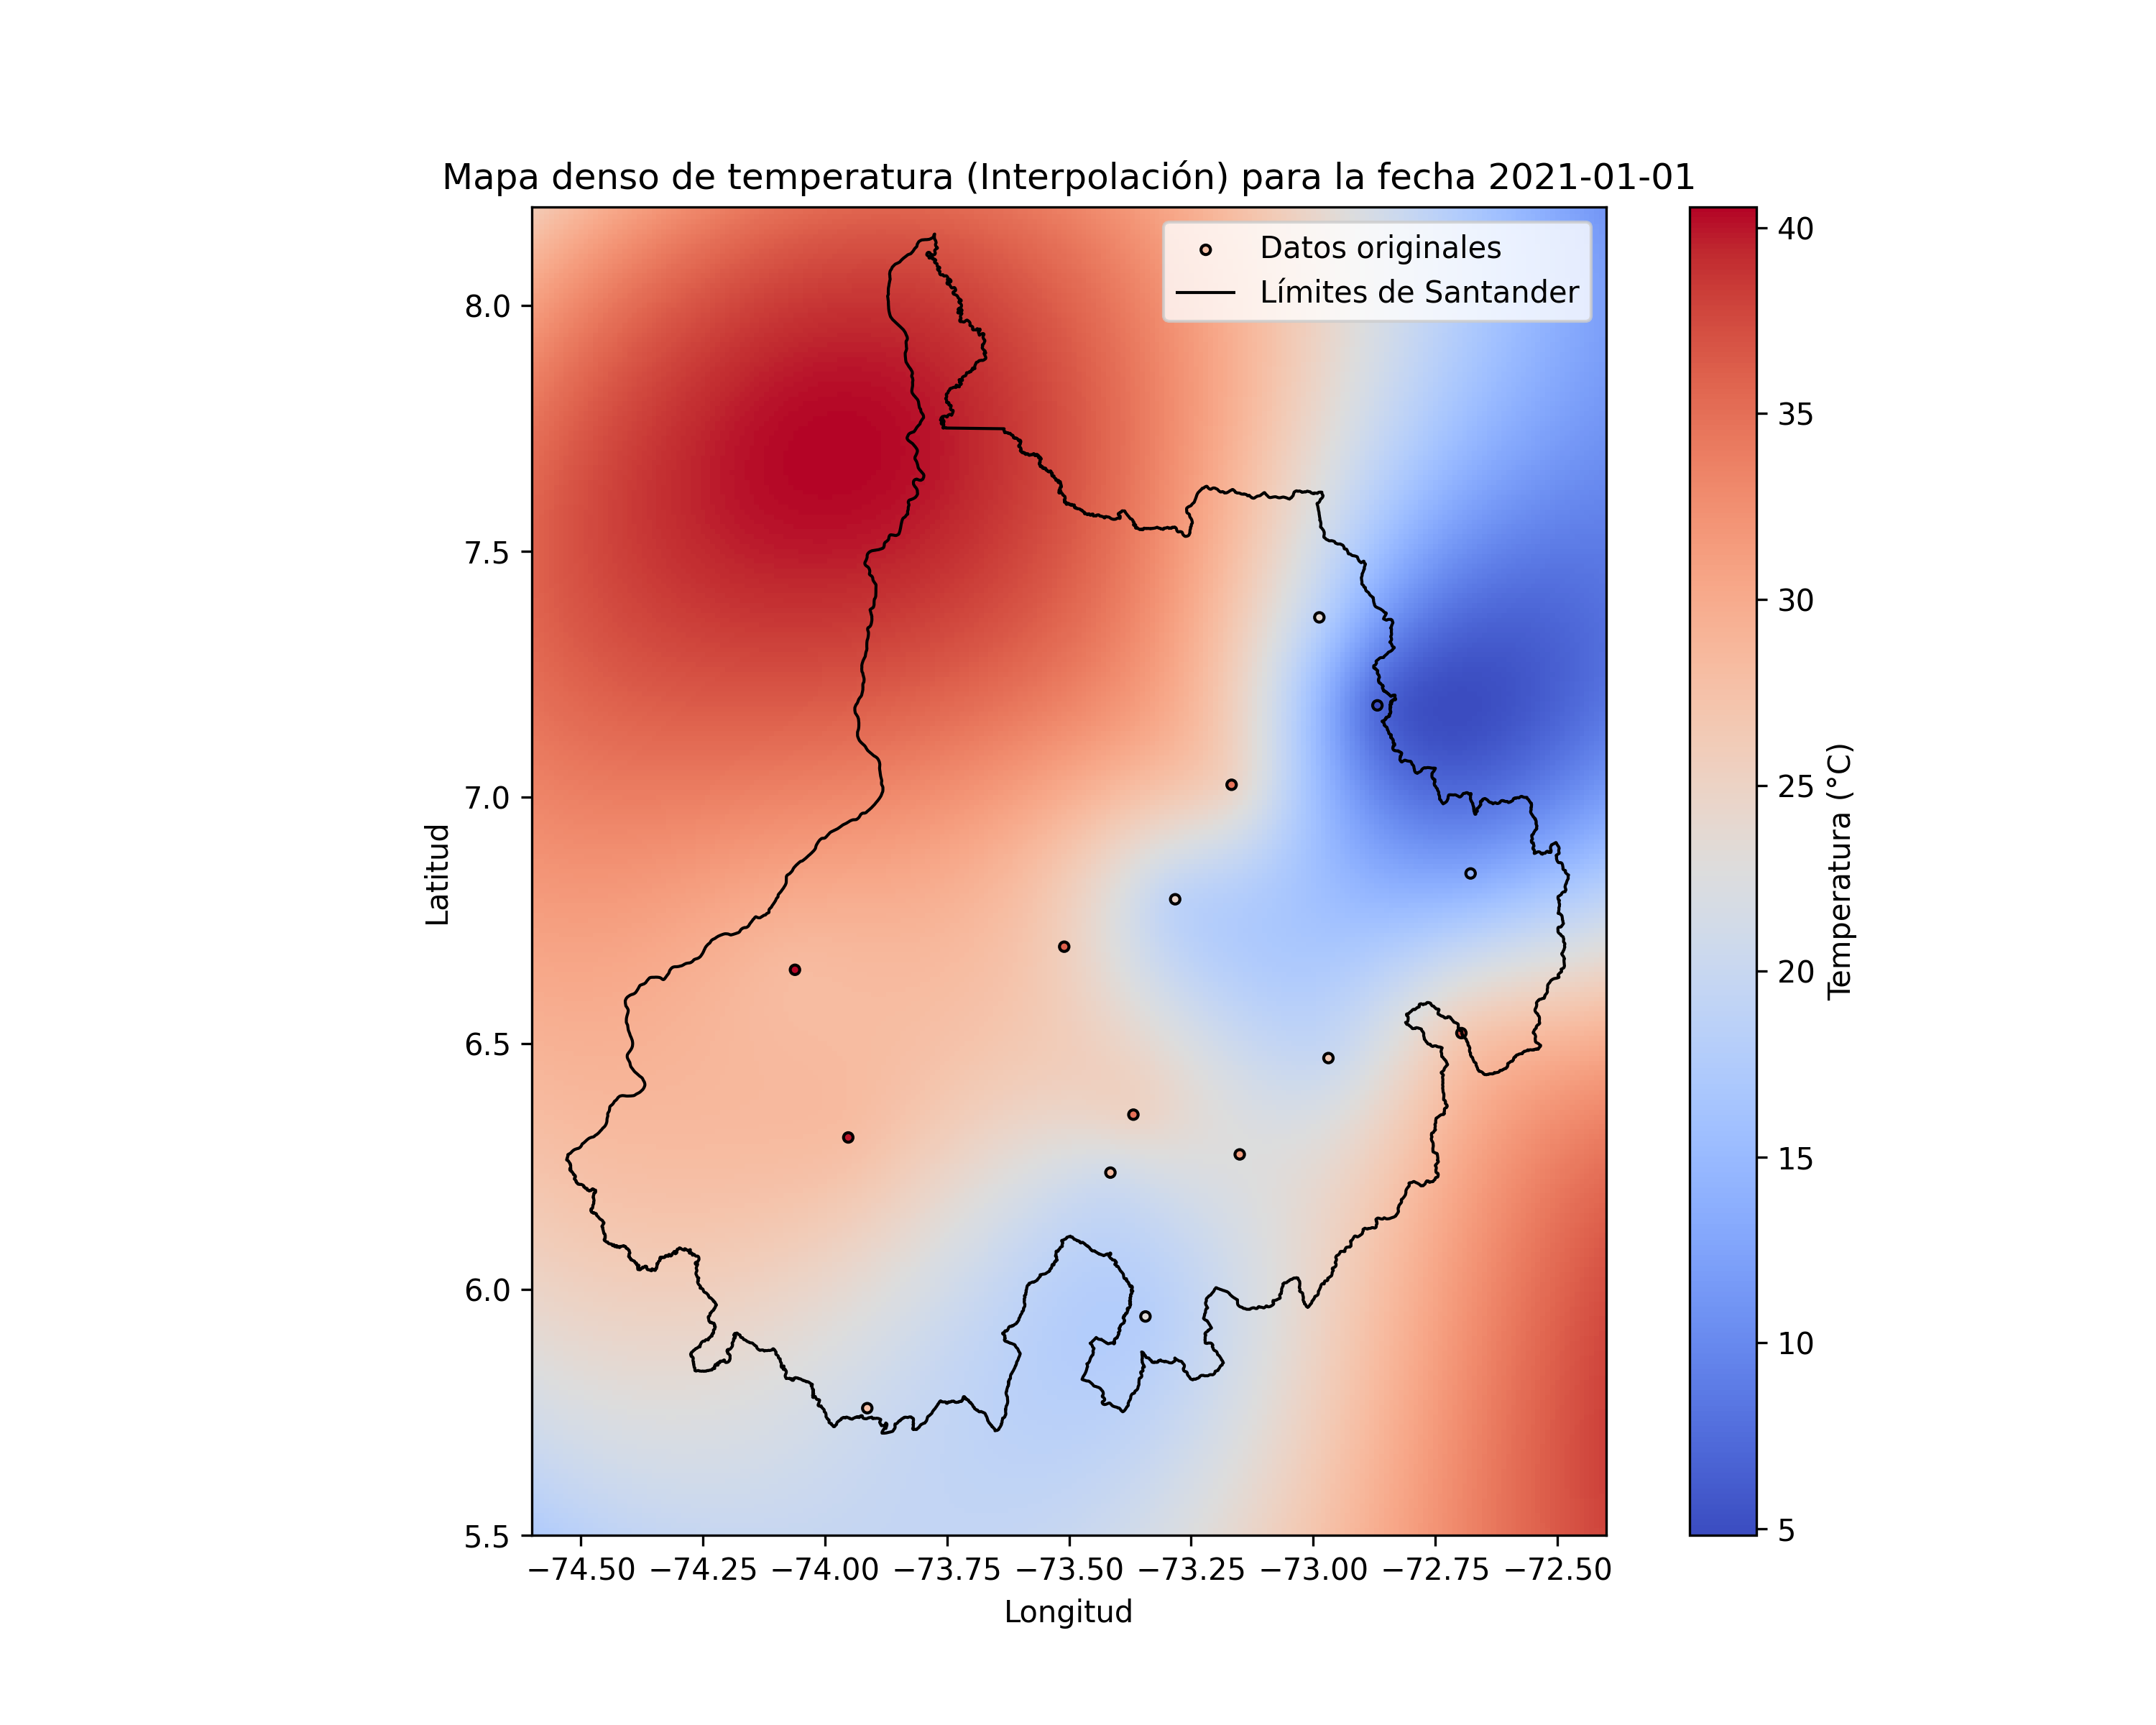 Mapa denso de temperatura (Interpolación) para la fecha 2021-01-01
Datos originales
Límites de Santander
8.0
7.5
7.0
6.5
6.0
5.5
Latitud
−74.50 −74.25 −74.00 −73.75 −73.50 −73.25 −73.00 −72.75 −72.50
Longitud
40
35
30
25
20
15
10
5
Temperatura (°C)